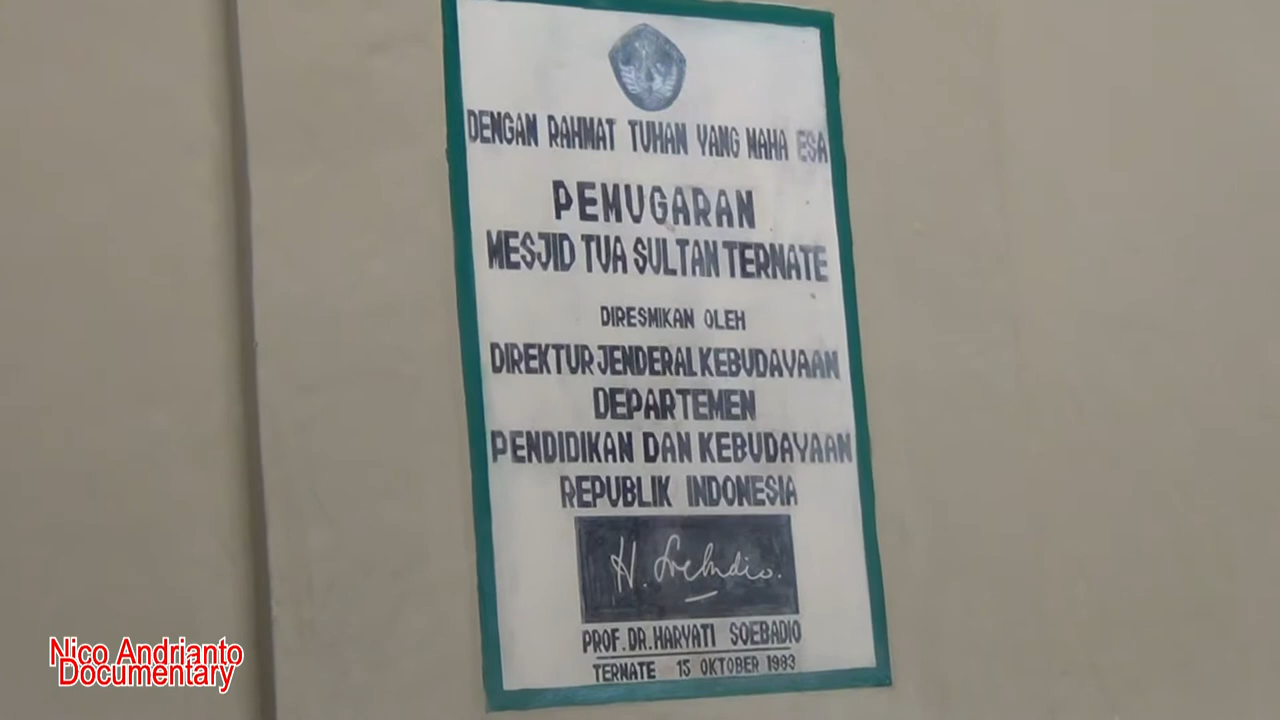 DENGAN RAHMAT TUHAN YANG MAHA ESA
PEMUGARAN
MESJID TUA SULTAN TERNATE
DIRESMIKAN OLEH
DIREKTUR JENDERAL KEBUDAYAAN
DEPARTEMEN
PENDIDIKAN DAN KEBUDAYAAN
REPUBLIK INDONESIA
H. Soebadio.
PROF. DR. HARYATI SOEBADIO
TERNATE 15 OKTOBER 1983
Nico Andrianto
Documentary